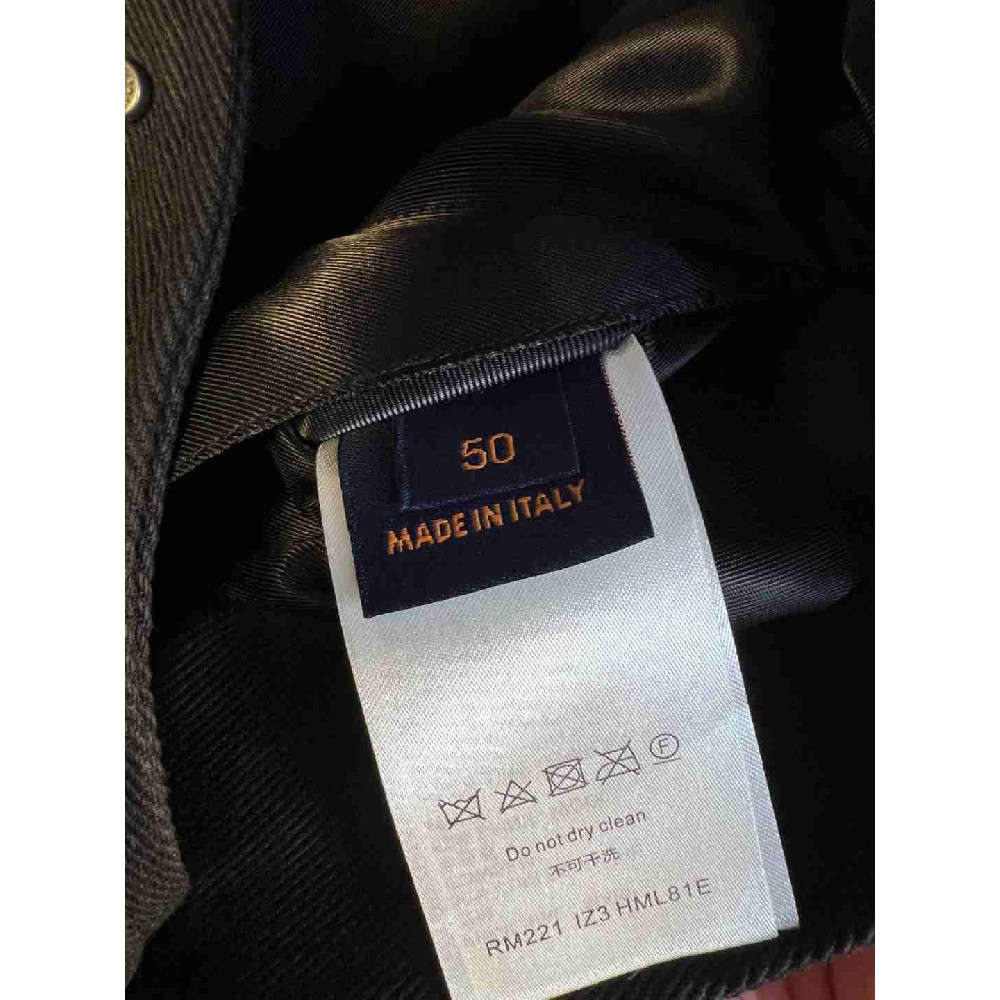 50
MADE IN ITALY
F
Do not dry clean
不可干洗
RM221 IZ3 HML81E